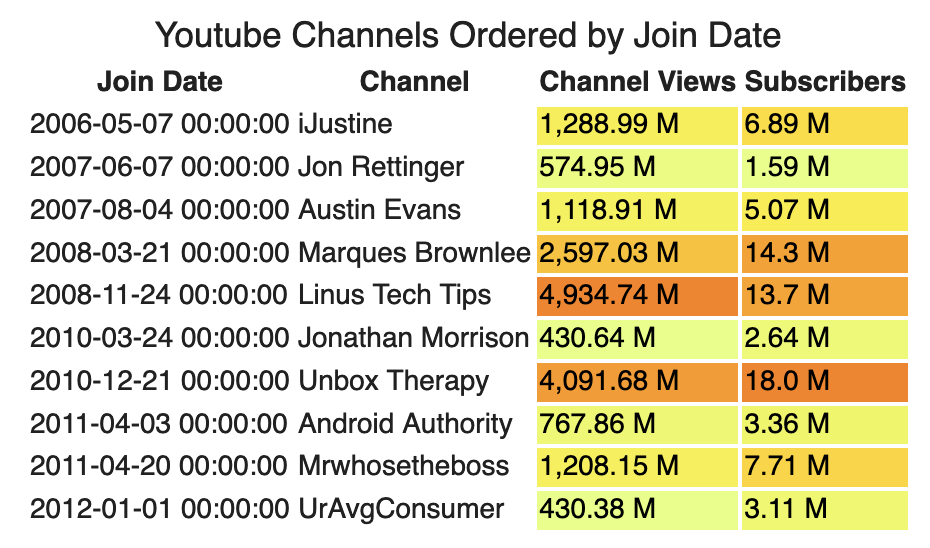 Youtube Channels Ordered by Join Date
Join Date Channel Channel Views Subscribers
2006-05-07 00:00:00 iJustine 1,288.99 M 6.89 M
2007-06-07 00:00:00 Jon Rettinger 574.95 M 1.59 M
2007-08-04 00:00:00 Austin Evans 1,118.91 M 5.07 M
2008-03-21 00:00:00 Marques Brownlee 2,597.03 M 14.3 M
2008-11-24 00:00:00 Linus Tech Tips 4,934.74 M 13.7 M
2010-03-24 00:00:00 Jonathan Morrison 430.64 M 2.64 M
2010-12-21 00:00:00 Unbox Therapy 4,091.68 M 18.0 M
2011-04-03 00:00:00 Android Authority 767.86 M 3.36 M
2011-04-20 00:00:00 Mrwhosetheboss 1,208.15 M 7.71 M
2012-01-01 00:00:00 UrAvgConsumer 430.38 M 3.11 M